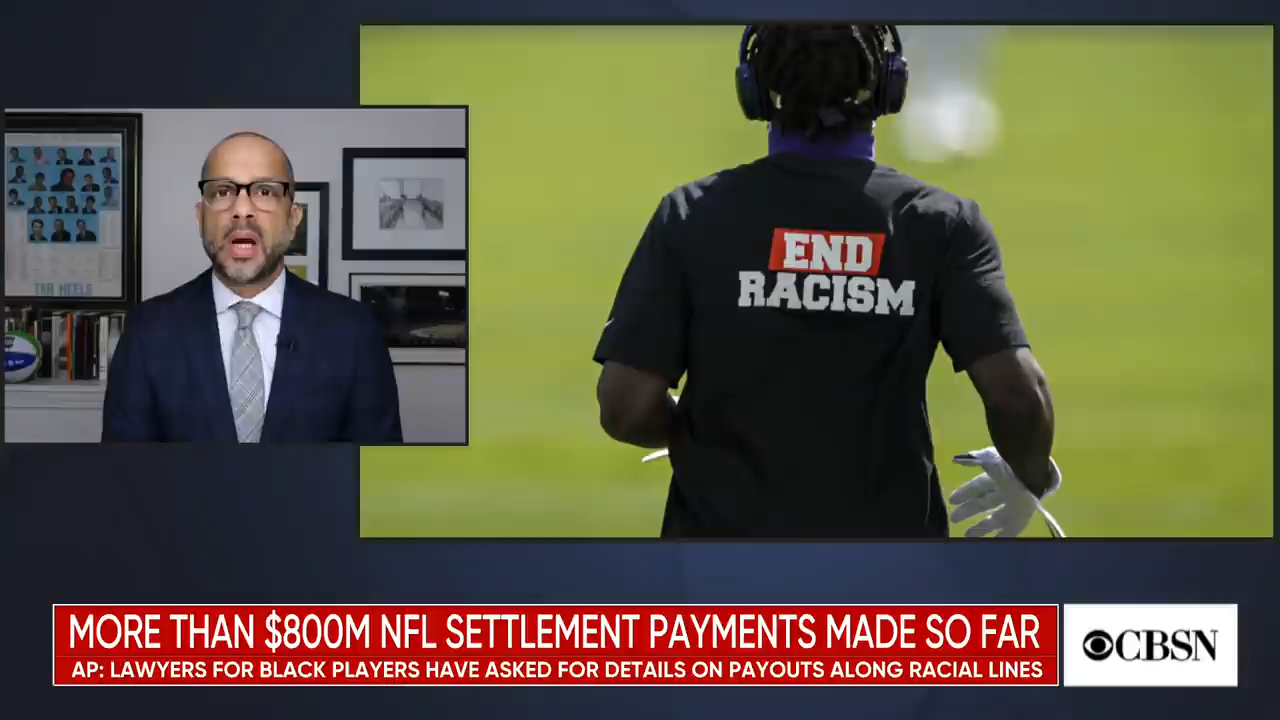 END
RACISM
TAR HEELS
MORE THAN $800M NFL SETTLEMENT PAYMENTS MADE SO FAR
AP: LAWYERS FOR BLACK PLAYERS HAVE ASKED FOR DETAILS ON PAYOUTS ALONG RACIAL LINES
CBSN